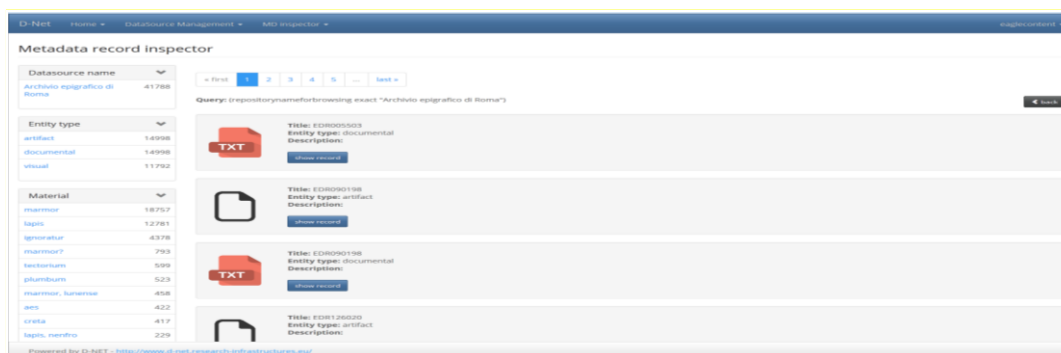 D-Net Home DataSource Management MD Inspector eaglecontent
Metadata record inspector
Datasource name
Archivio epigrafico di Roma 41788
Entity type
artifact 14998
documental 14998
visual 11792
Material
marmor 18757
lapis 12781
ignoratur 4378
marmor? 793
tectorium 599
plumbum 523
marmor, lunense 458
aes 422
creta 417
lapis, nenfro 229
« first 1 2 3 4 5 ... last »
Query: (repositorynameforbrowsing exact "Archivio epigrafico di Roma")
back
TXT
Title: EDR005503
Entity type: documental
Description:
show record
Title: EDR090198
Entity type: artifact
Description:
show record
TXT
Title: EDR090198
Entity type: documental
Description:
show record
Title: EDR126020
Entity type: artifact
Description:
Powered by D-NET - http://www.d-net.research-infrastructures.eu/